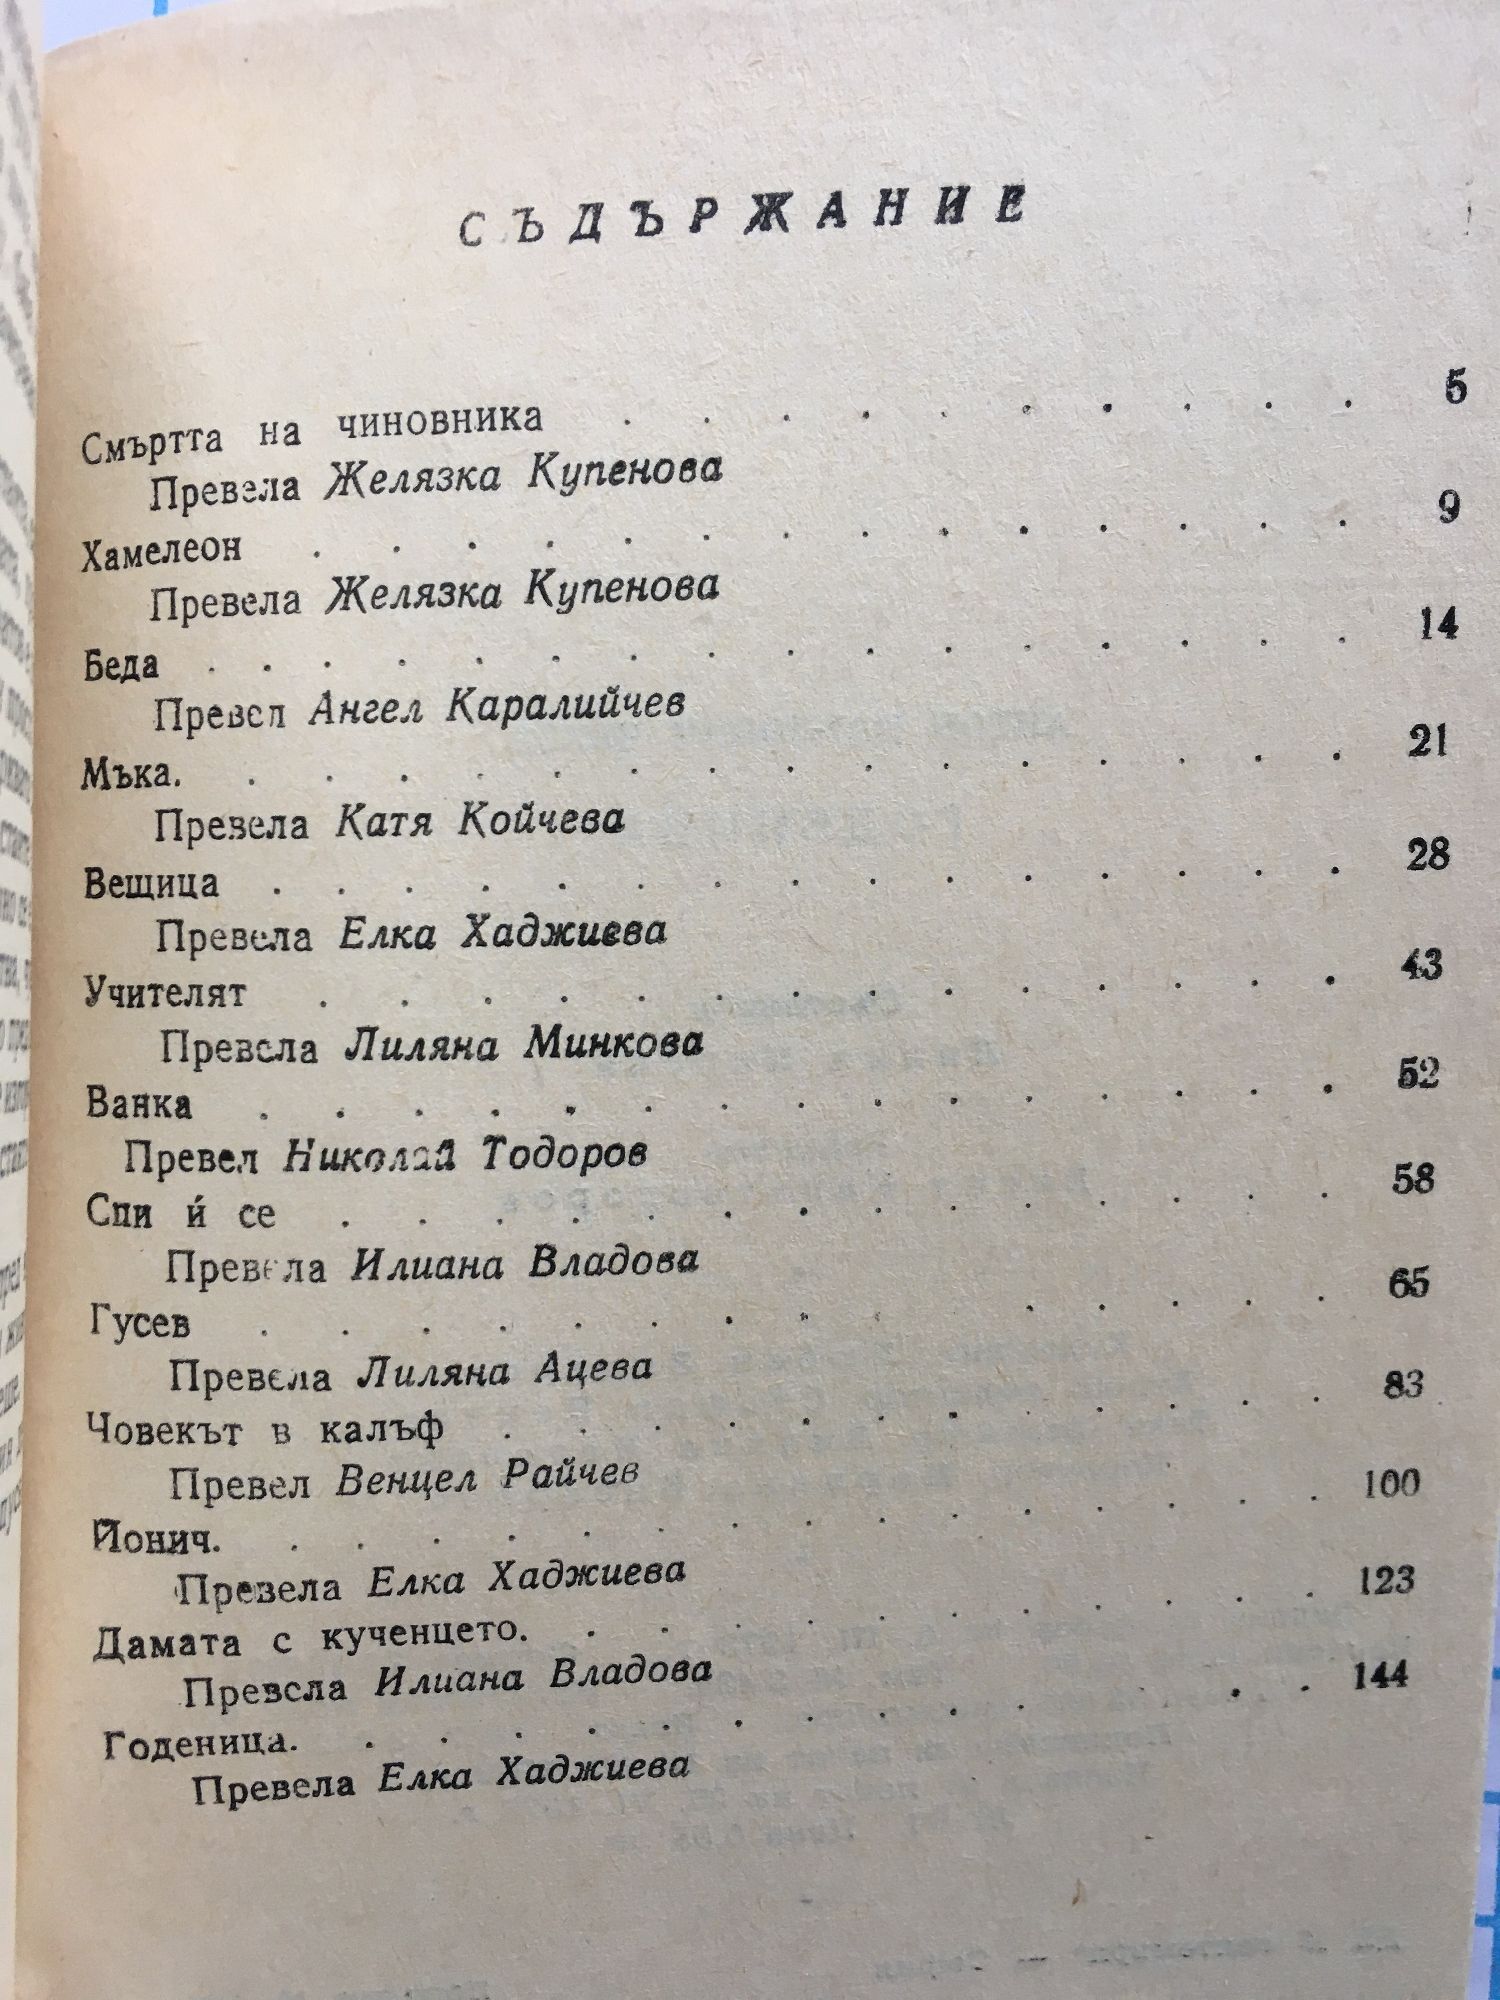 СЪДЪРЖАНИЕ
Смъртта на чиновника . . . . . . . . . . 5
Превела Желязка Купенова
Хамелеон . . . . . . . . . . . . . . 9
Превела Желязка Купенова
Беда . . . . . . . . . . . . . . . . 14
Превел Ангел Каралийчев
Мъка. . . . . . . . . . . . . . . . 21
Превела Катя Койчева
Вещица . . . . . . . . . . . . . . . 28
Превела Елка Хаджиева
Учителят . . . . . . . . . . . . . . 43
Превела Лиляна Минкова
Ванка . . . . . . . . . . . . . . . 52
Превел Николай Тодоров
Спи ѝ се . . . . . . . . . . . . . . 58
Превела Илиана Владова
Гусев . . . . . . . . . . . . . . . 65
Превела Лиляна Ацева
Човекът в калъф . . . . . . . . . . . . 83
Превел Венцел Райчев
Йонич. . . . . . . . . . . . . . . 100
Превела Елка Хаджиева
Дамата с кученцето. . . . . . . . . . . 123
Превела Илиана Владова
Годеница. . . . . . . . . . . . . . 144
Превела Елка Хаджиева